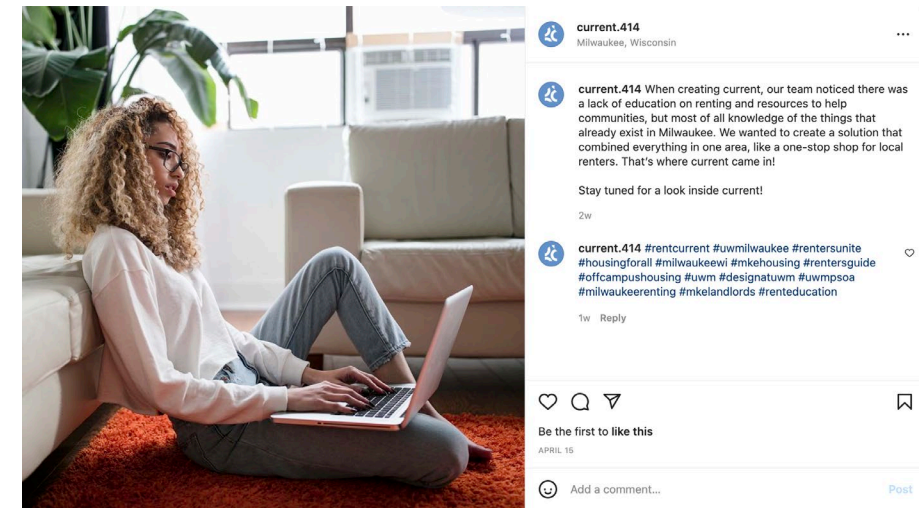 current.414
Milwaukee, Wisconsin
current.414 When creating current, our team noticed there was
a lack of education on renting and resources to help
communities, but most of all knowledge of the things that
already exist in Milwaukee. We wanted to create a solution that
combined everything in one area, like a one-stop shop for local
renters. That's where current came in!
Stay tuned for a look inside current!
2w
current.414 #rentcurrent #uwmilwaukee #rentersunite
#housingforall #milwaukeewi #mkehousing #rentersguide
#offcampushousing #uwm #designatuwm #uwmpsoa
#milwaukeerenting #mkelandlords #renteducation
1w Reply
Be the first to like this
APRIL 15
Add a comment...
Post